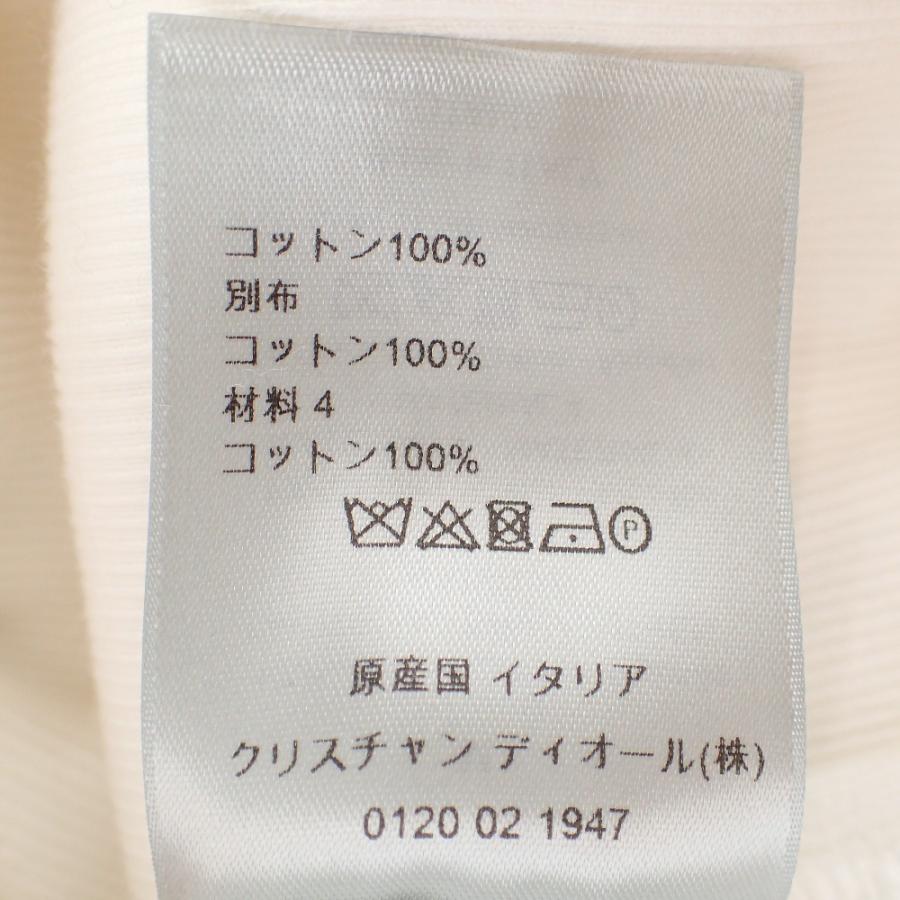 コットン100%
別布
コットン100%
材料 4
コットン100%
P
原産国 イタリア
クリスチャン ディオール(株)
0120 02 1947